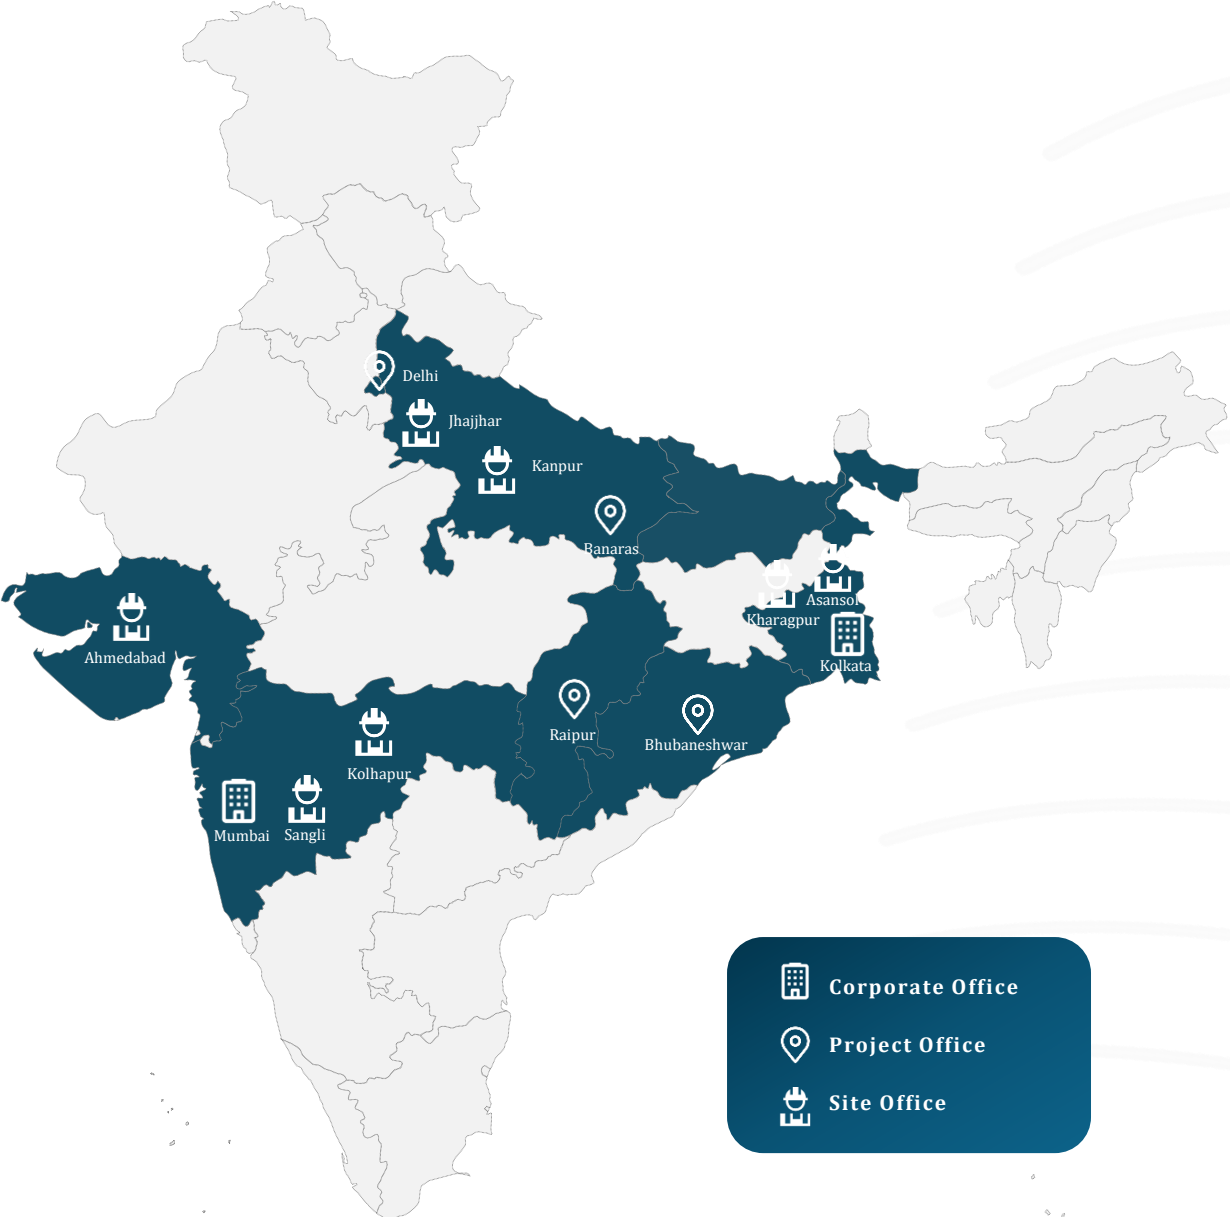 Delhi
Jhajjhar
Kanpur
Banaras
Asansol
Kharagpur
Kolkata
Ahmedabad
Raipur
Bhubaneshwar
Kolhapur
Mumbai
Sangli
Corporate Office
Project Office
Site Office